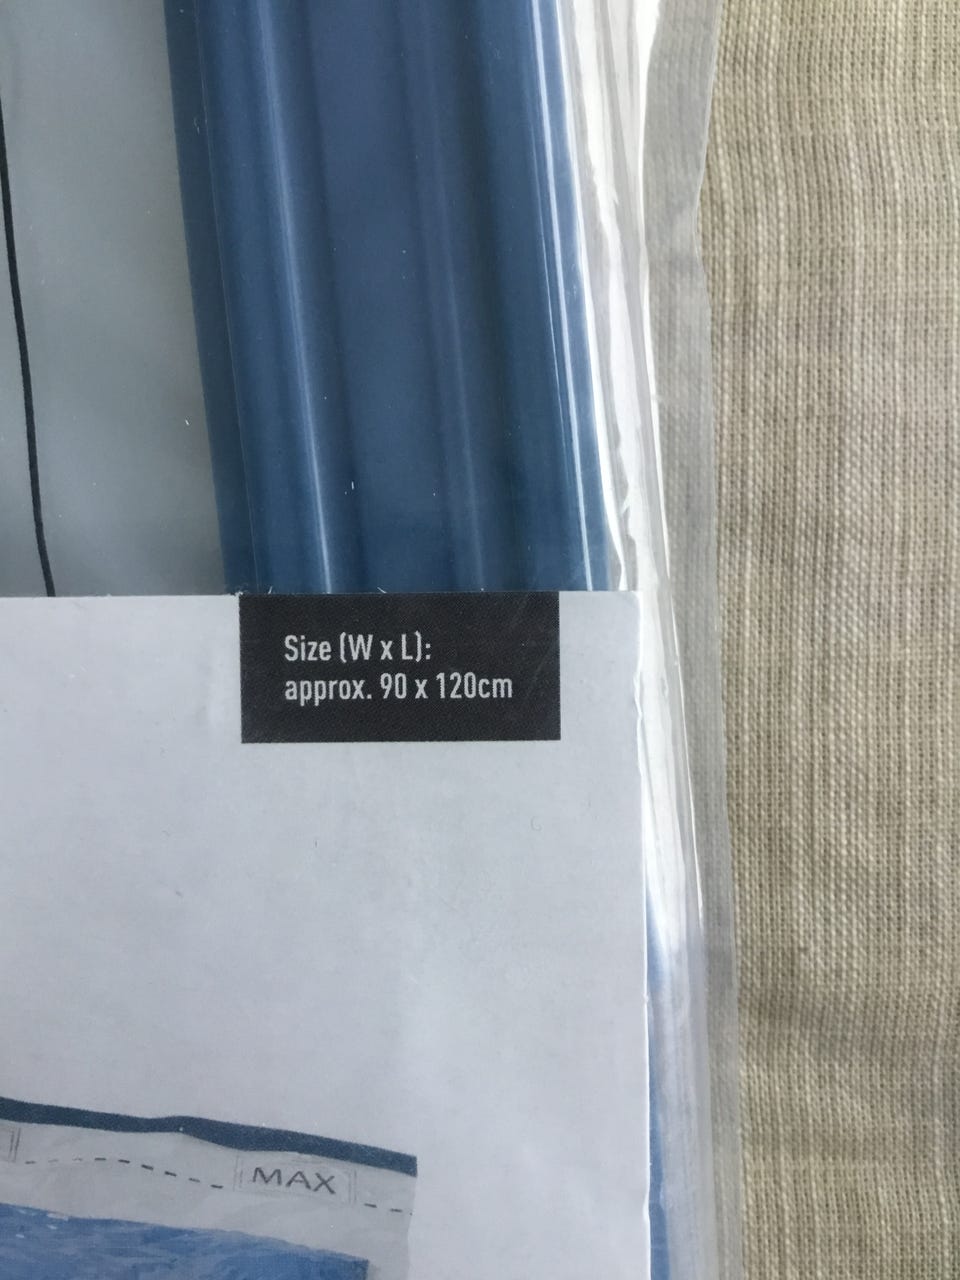 Size (W x L):
approx. 90 x 120cm
MAX